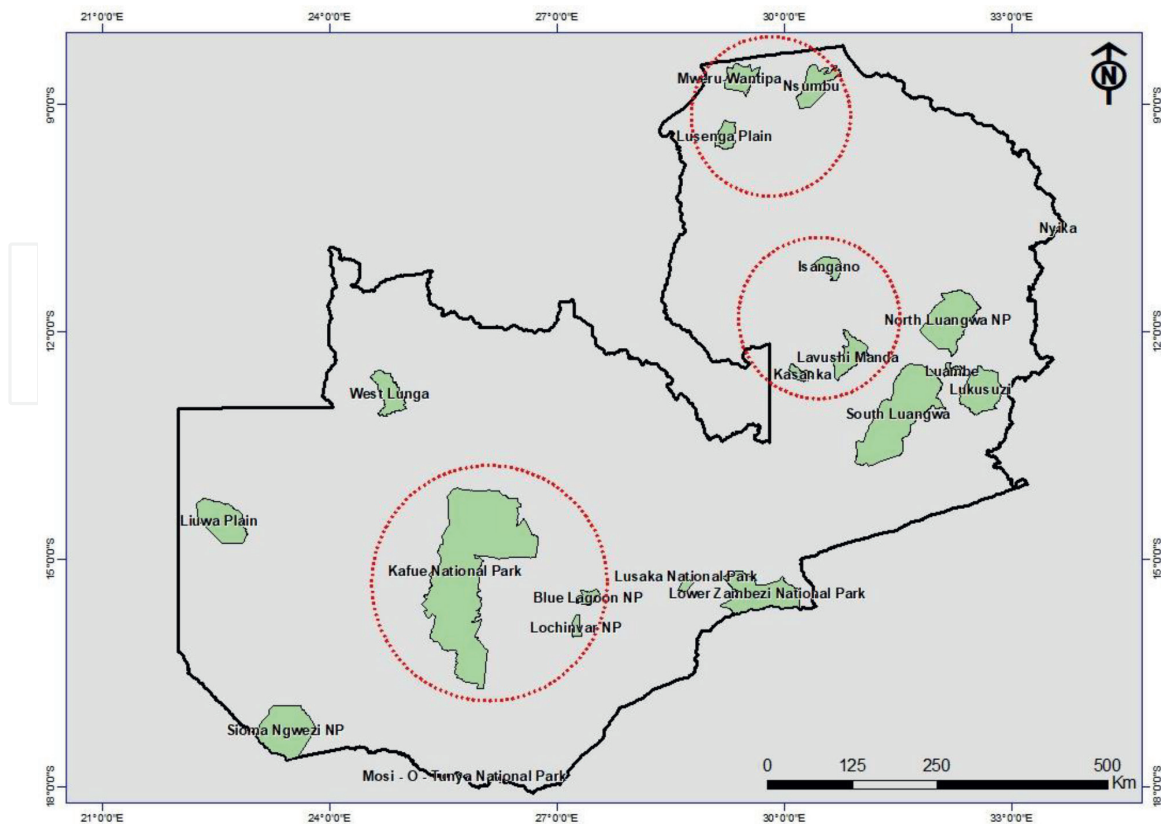 21°0'0"E 24°0'0"E 27°0'0"E 30°0'0"E 33°0'0"E
N
Mweru-Wantipa
Nsumbu
9°0'0"S 9°0'0"S
Lusenga Plain
Nyika
Isangano
North Luangwa NP
12°0'0"S 12°0'0"S
Lavushi Manda
Kasanka
Luambe
Lukusuzi
West Lunga
South Luangwa
Liuwa Plain
15°0'0"S 15°0'0"S
Kafue National Park
Lusaka National Park
Lower Zambezi National Park
Blue Lagoon NP
Lochinvar NP
Sioma Ngwezi NP
Mosi - O - Tunya National Park
0 125 250 500
Km
18°0'0"S 18°0'0"S
21°0'0"E 24°0'0"E 27°0'0"E 30°0'0"E 33°0'0"E